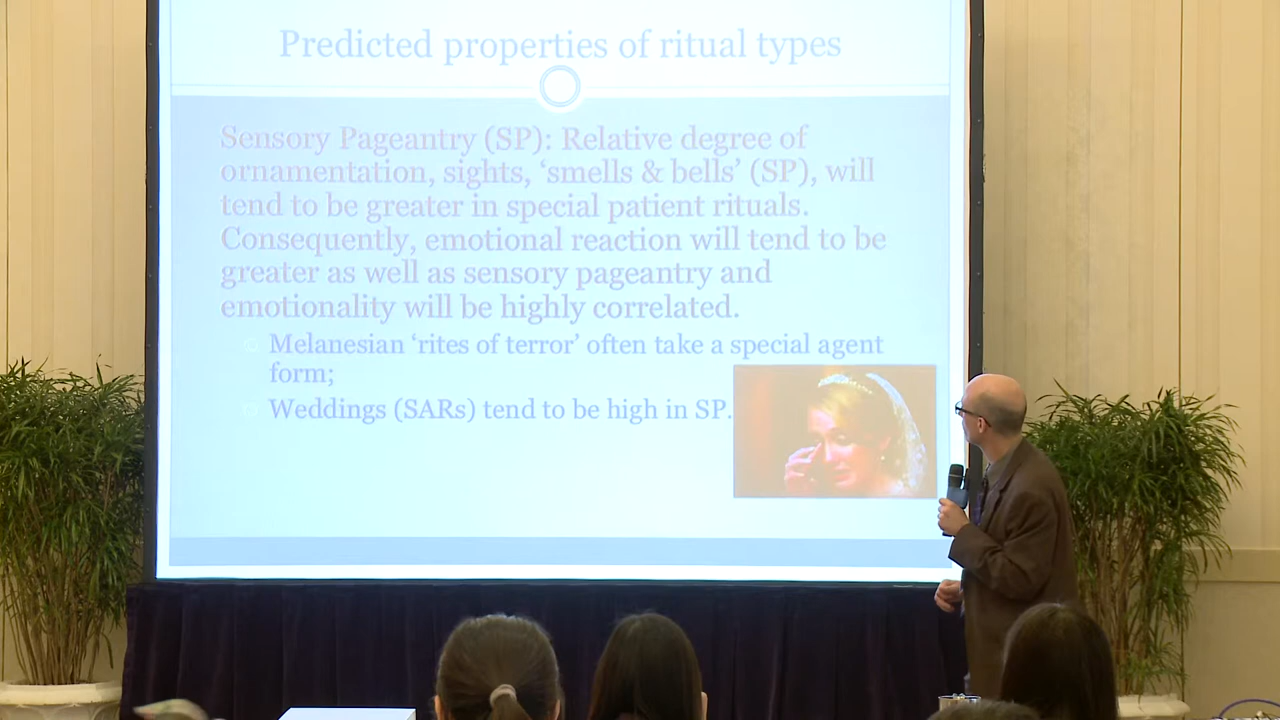 Predicted properties of ritual types
Sensory Pageantry (SP): Relative degree of
ornamentation, sights, ‘smells & bells’ (SP), will
tend to be greater in special patient rituals.
Consequently, emotional reaction will tend to be
greater as well as sensory pageantry and
emotionality will be highly correlated.
Melanesian ‘rites of terror’ often take a special agent
form;
Weddings (SARs) tend to be high in SP.